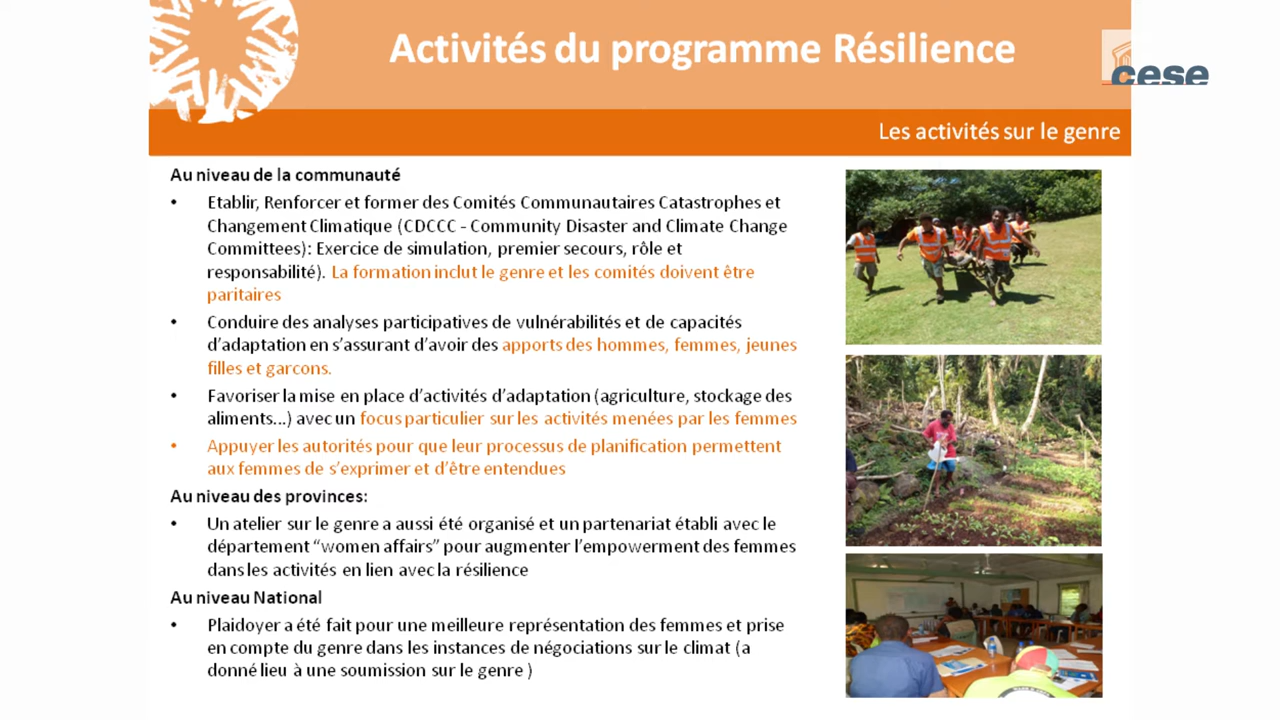 Activités du programme Résilience
cese
Les activités sur le genre
Au niveau de la communauté
• Etablir, Renforcer et former des Comités Communautaires Catastrophes et
Changement Climatique (CDCCC - Community Disaster and Climate Change
Committees): Exercice de simulation, premier secours, rôle et
responsabilité). La formation inclut le genre et les comités doivent être
paritaires
• Conduire des analyses participatives de vulnérabilités et de capacités
d’adaptation en s’assurant d’avoir des apports des hommes, femmes, jeunes
filles et garcons.
• Favoriser la mise en place d’activités d’adaptation (agriculture, stockage des
aliments…) avec un focus particulier sur les activités menées par les femmes
• Appuyer les autorités pour que leur processus de planification permettent
aux femmes de s’exprimer et d’être entendues
Au niveau des provinces:
• Un atelier sur le genre a aussi été organisé et un partenariat établi avec le
département “women affairs” pour augmenter l’empowerment des femmes
dans les activités en lien avec la résilience
Au niveau National
• Plaidoyer a été fait pour une meilleure représentation des femmes et prise
en compte du genre dans les instances de négociations sur le climat (a
donné lieu à une soumission sur le genre )